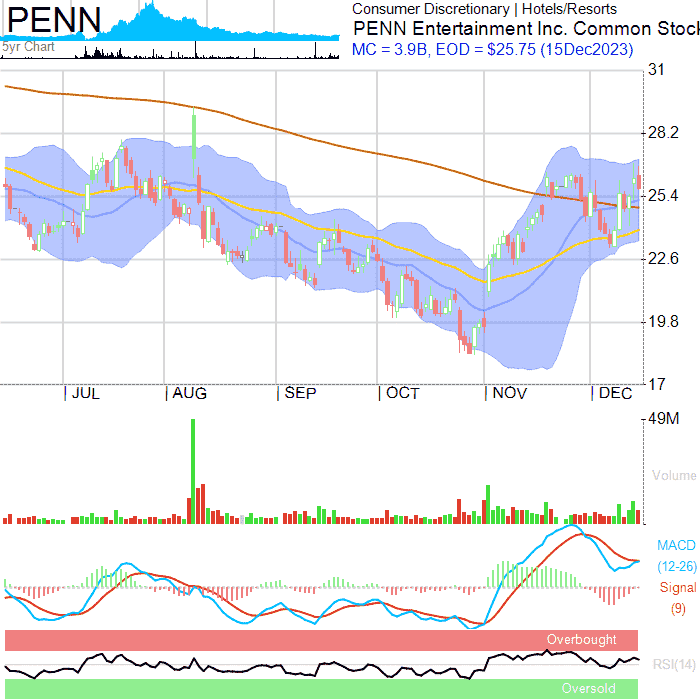 PENN
5yr Chart
Consumer Discretionary | Hotels/Resorts
PENN Entertainment Inc. Common Stoc
MC = 3.9B, EOD = $25.75 (15Dec2023)
31
28.2
25.4
22.6
19.8
17
| JUL | AUG | SEP | OCT | NOV | DEC
49M
Volume
MACD
(12-26)
Signal
(9)
Overbought
RSI(14)
Oversold